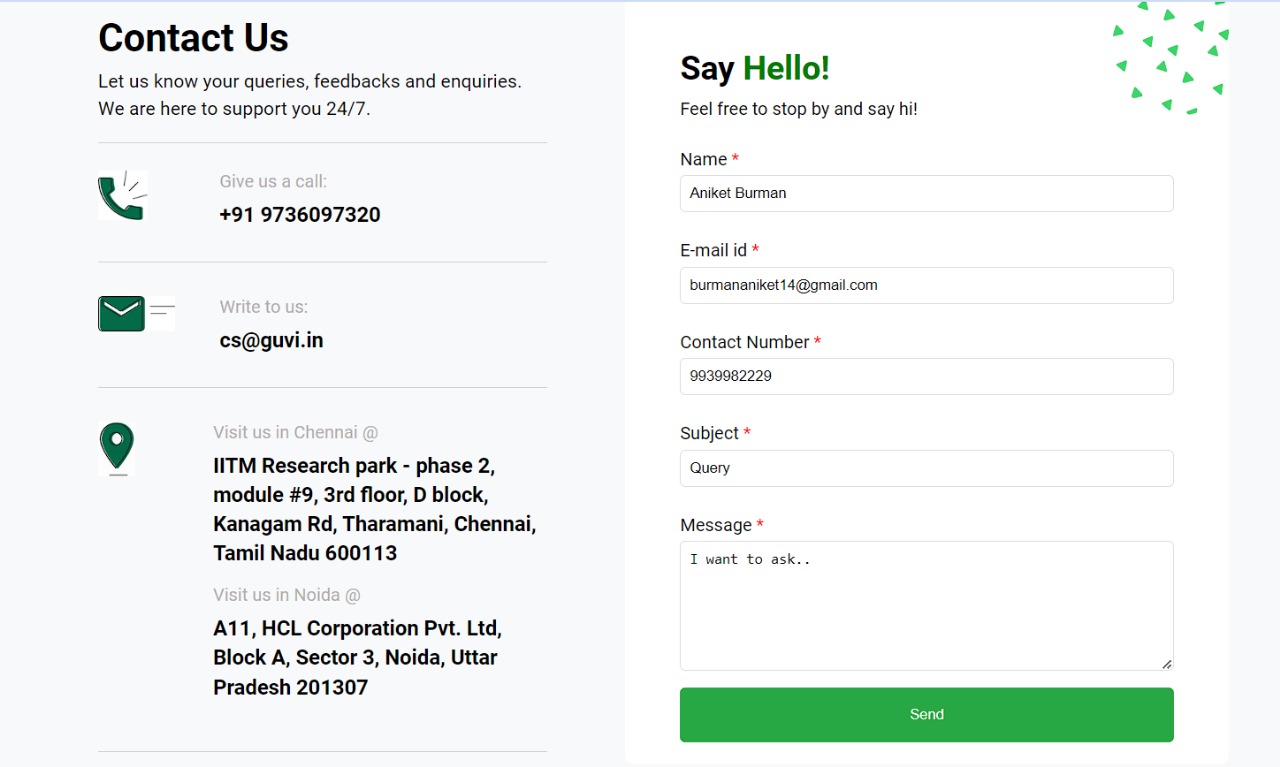 Contact Us
Let us know your queries, feedbacks and enquiries.
We are here to support you 24/7.
Give us a call:
+91 9736097320
Write to us:
cs@guvi.in
Visit us in Chennai @
IITM Research park - phase 2,
module #9, 3rd floor, D block,
Kanagam Rd, Tharamani, Chennai,
Tamil Nadu 600113
Visit us in Noida @
A11, HCL Corporation Pvt. Ltd,
Block A, Sector 3, Noida, Uttar
Pradesh 201307
Say Hello!
Feel free to stop by and say hi!
Name *
Aniket Burman
E-mail id *
burmananiket14@gmail.com
Contact Number *
9939982229
Subject *
Query
Message *
I want to ask..
Send